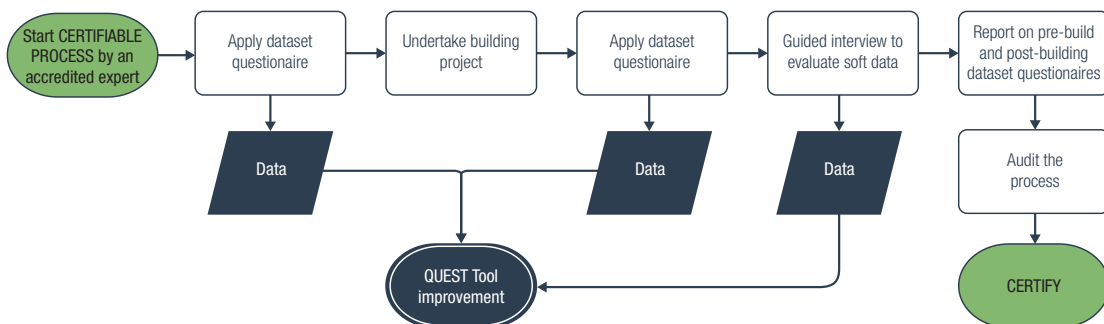 Start CERTIFIABLE
PROCESS by an
accredited expert
Apply dataset
questionaire
Undertake building
project
Apply dataset
questionaire
Guided interview to
evaluate soft data
Report on pre-build
and post-building
dataset questionaires
Data
Data
Data
Audit the
process
QUEST Tool
improvement
CERTIFY